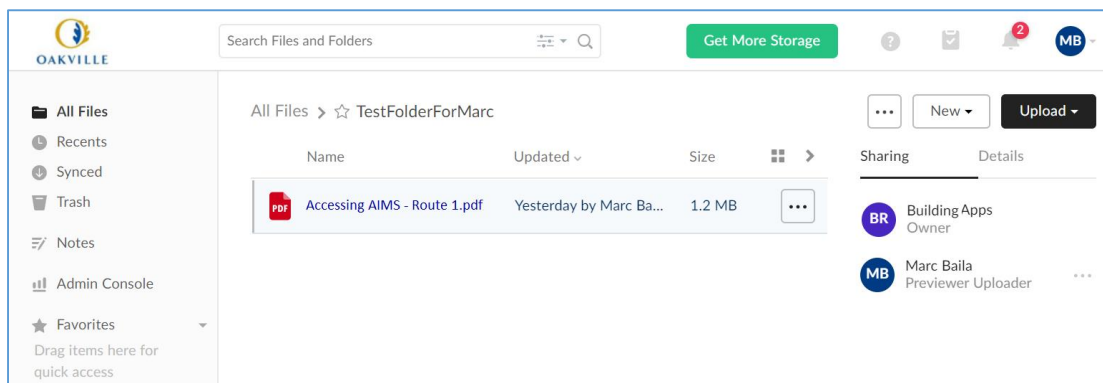 OAKVILLE
Search Files and Folders
Get More Storage
?
2
MB
All Files
Recents
Synced
Trash
Notes
Admin Console
Favorites
Drag items here for
quick access
All Files > TestFolderForMarc
... New Upload
Name Updated Size
PDF Accessing AIMS - Route 1.pdf Yesterday by Marc Ba... 1.2 MB ...
Sharing Details
BR Building Apps
Owner
MB Marc Baila ...
Previewer Uploader